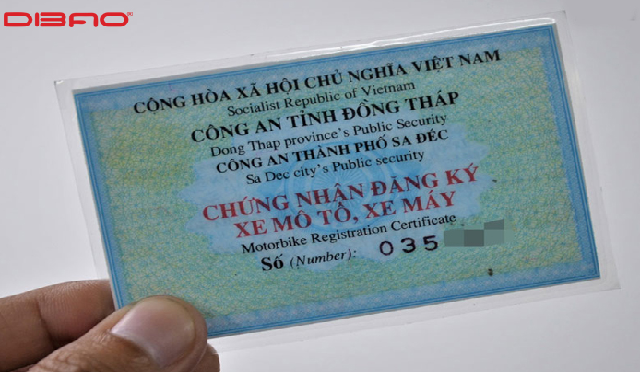 DIBAO
CỘNG HÒA XÃ HỘI CHỦ NGHĨA VIỆT NAM
Socialist Republic of Vietnam
CÔNG AN TỈNH ĐỒNG THÁP
Dong Thap province's Public Security
CÔNG AN THÀNH PHỐ SA ĐÉC
Sa Dec city's Public security
CHỨNG NHẬN ĐĂNG KÝ
XE MÔ TÔ, XE MÁY
Motorbike Registration Certificate
Số (Number): 035